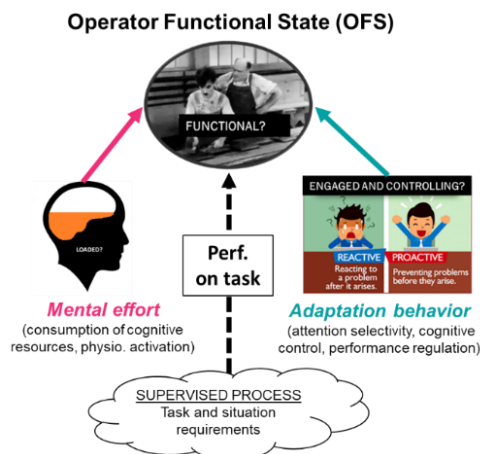 Operator Functional State (OFS)
FUNCTIONAL?
LOADED?
Mental effort
(consumption of cognitive
resources, physio. activation)
Perf.
on task
ENGAGED AND CONTROLLING?
REACTIVE
PROACTIVE
Reacting to
a problem
after it arises.
Preventing problems
before they arise.
Adaptation behavior
(attention selectivity, cognitive
control, performance regulation)
SUPERVISED PROCESS
Task and situation
requirements